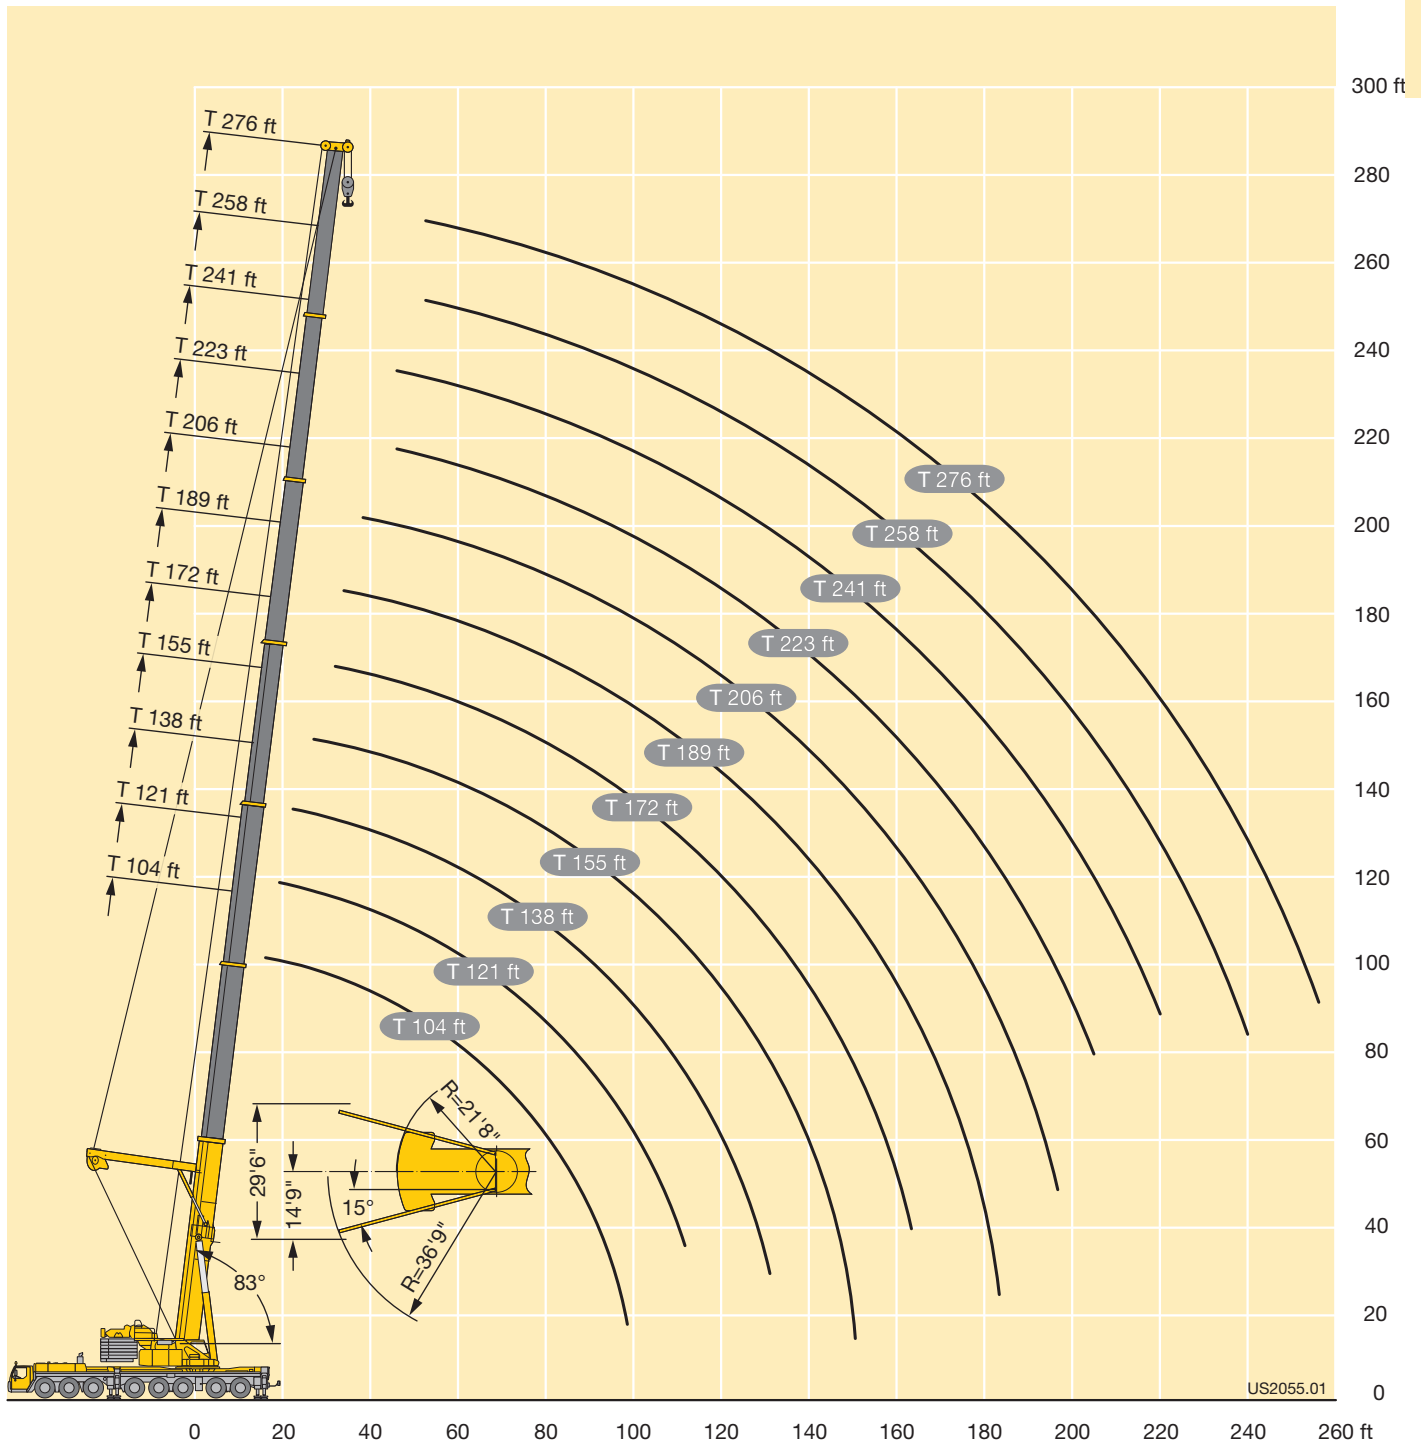 300 ft
280
260
240
220
200
180
160
140
120
100
80
60
40
20
0
T 276 ft
T 258 ft
T 241 ft
T 223 ft
T 206 ft
T 189 ft
T 172 ft
T 155 ft
T 138 ft
T 121 ft
T 104 ft
T 276 ft
T 258 ft
T 241 ft
T 223 ft
T 206 ft
T 189 ft
T 172 ft
T 155 ft
T 138 ft
T 121 ft
T 104 ft
R=21'8"
29'6"
14'9"
15°
R=36'9"
83°
US2055.01
0 20 40 60 80 100 120 140 160 180 200 220 240 260 ft